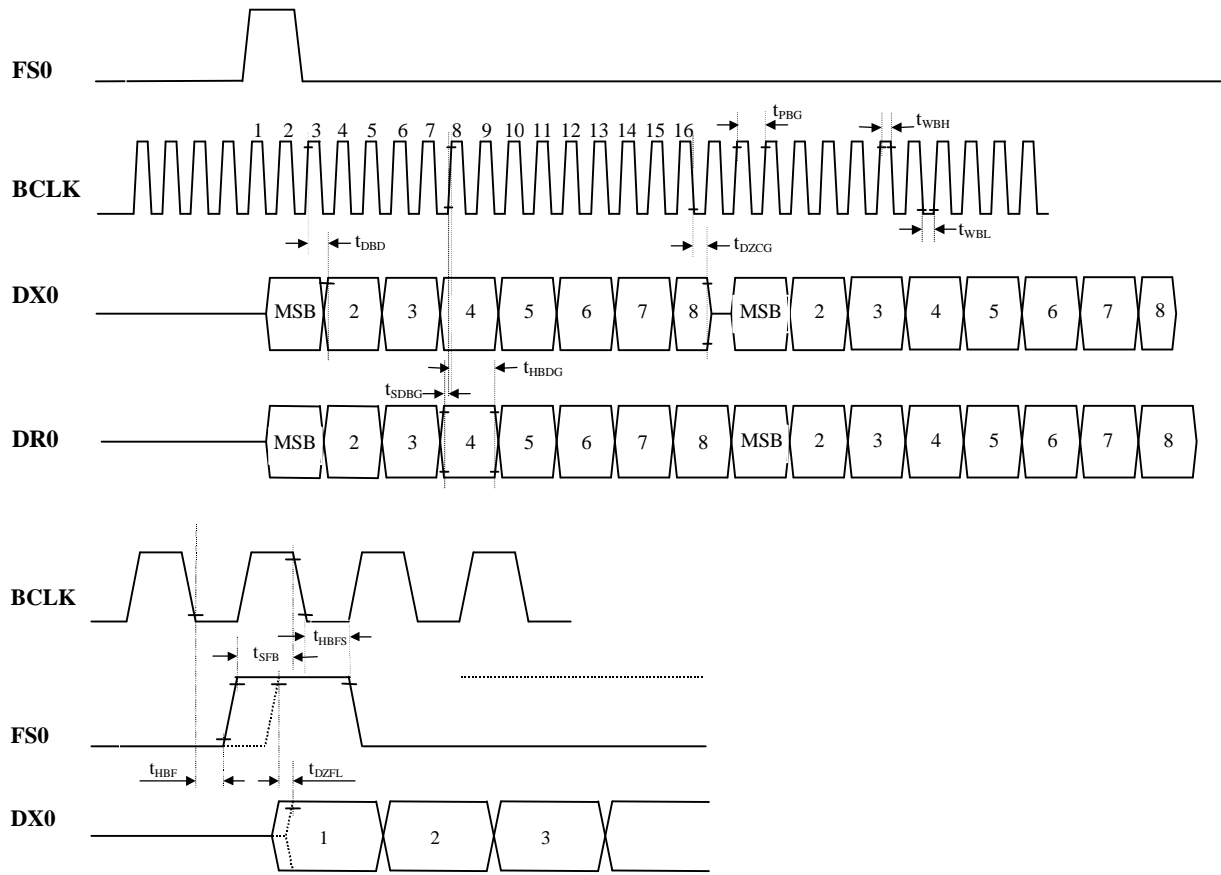 FS0
1 2 3 4 5 6 7 8 9 10 11 12 13 14 15 16
tPBG
tWBH
BCLK
tDBD
tDZCG
tWBL
DX0
MSB 2 3 4 5 6 7 8 MSB 2 3 4 5 6 7 8
tHBDG
tSDBG
DR0
MSB 2 3 4 5 6 7 8 MSB 2 3 4 5 6 7 8
BCLK
tHBFS
tSFB
FS0
tHBF
tDZFL
DX0
1 2 3